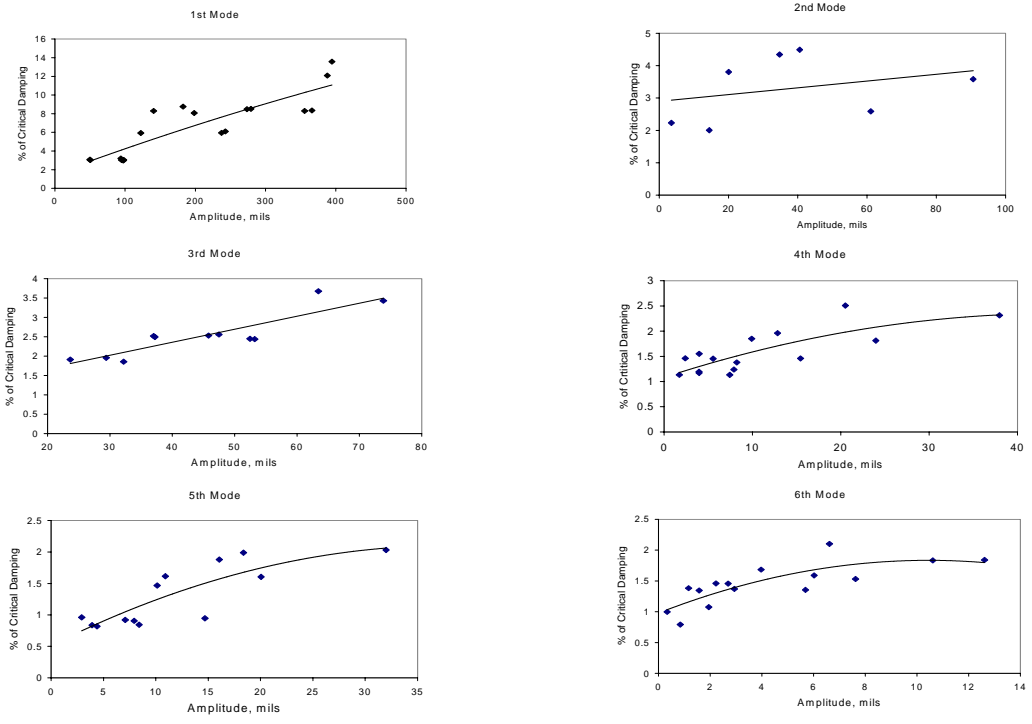 1st Mode
% of Critical Damping
16
14
12
10
8
6
4
2
0
0 100 200 300 400 500
Amplitude, mils
2nd Mode
% of Critical Damping
5
4
3
2
1
0
0 20 40 60 80 100
Amplitude, mils
3rd Mode
% of Critical Damping
4
3.5
3
2.5
2
1.5
1
0.5
0
20 30 40 50 60 70 80
Amplitude, mils
4th Mode
% of Crtitical Damping
3
2.5
2
1.5
1
0.5
0
0 10 20 30 40
Amplitude, mils
5th Mode
% of Critical Damping
2.5
2
1.5
1
0.5
0
0 5 10 15 20 25 30 35
Amplitude, mils
6th Mode
% of Critical Damping
2.5
2
1.5
1
0.5
0
0 2 4 6 8 10 12 14
Amplitude, mils